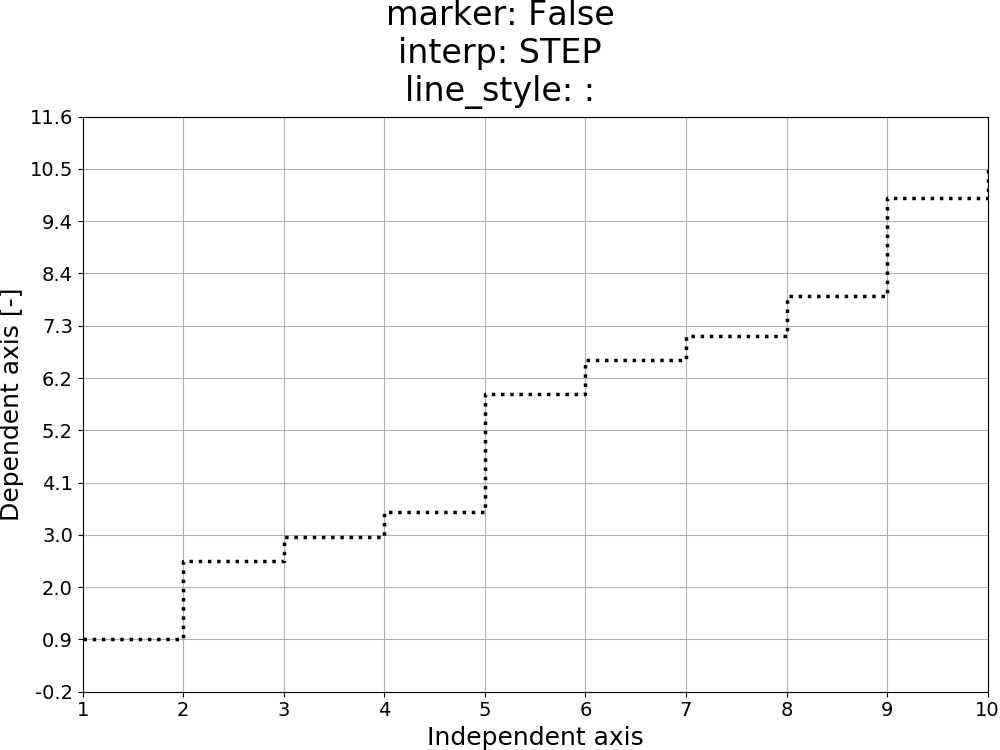 marker: False
interp: STEP
line_style: :
11.6
10.5
9.4
8.4
7.3
6.2
5.2
4.1
3.0
2.0
0.9
-0.2
Dependent axis [-]
1 2 3 4 5 6 7 8 9 10
Independent axis